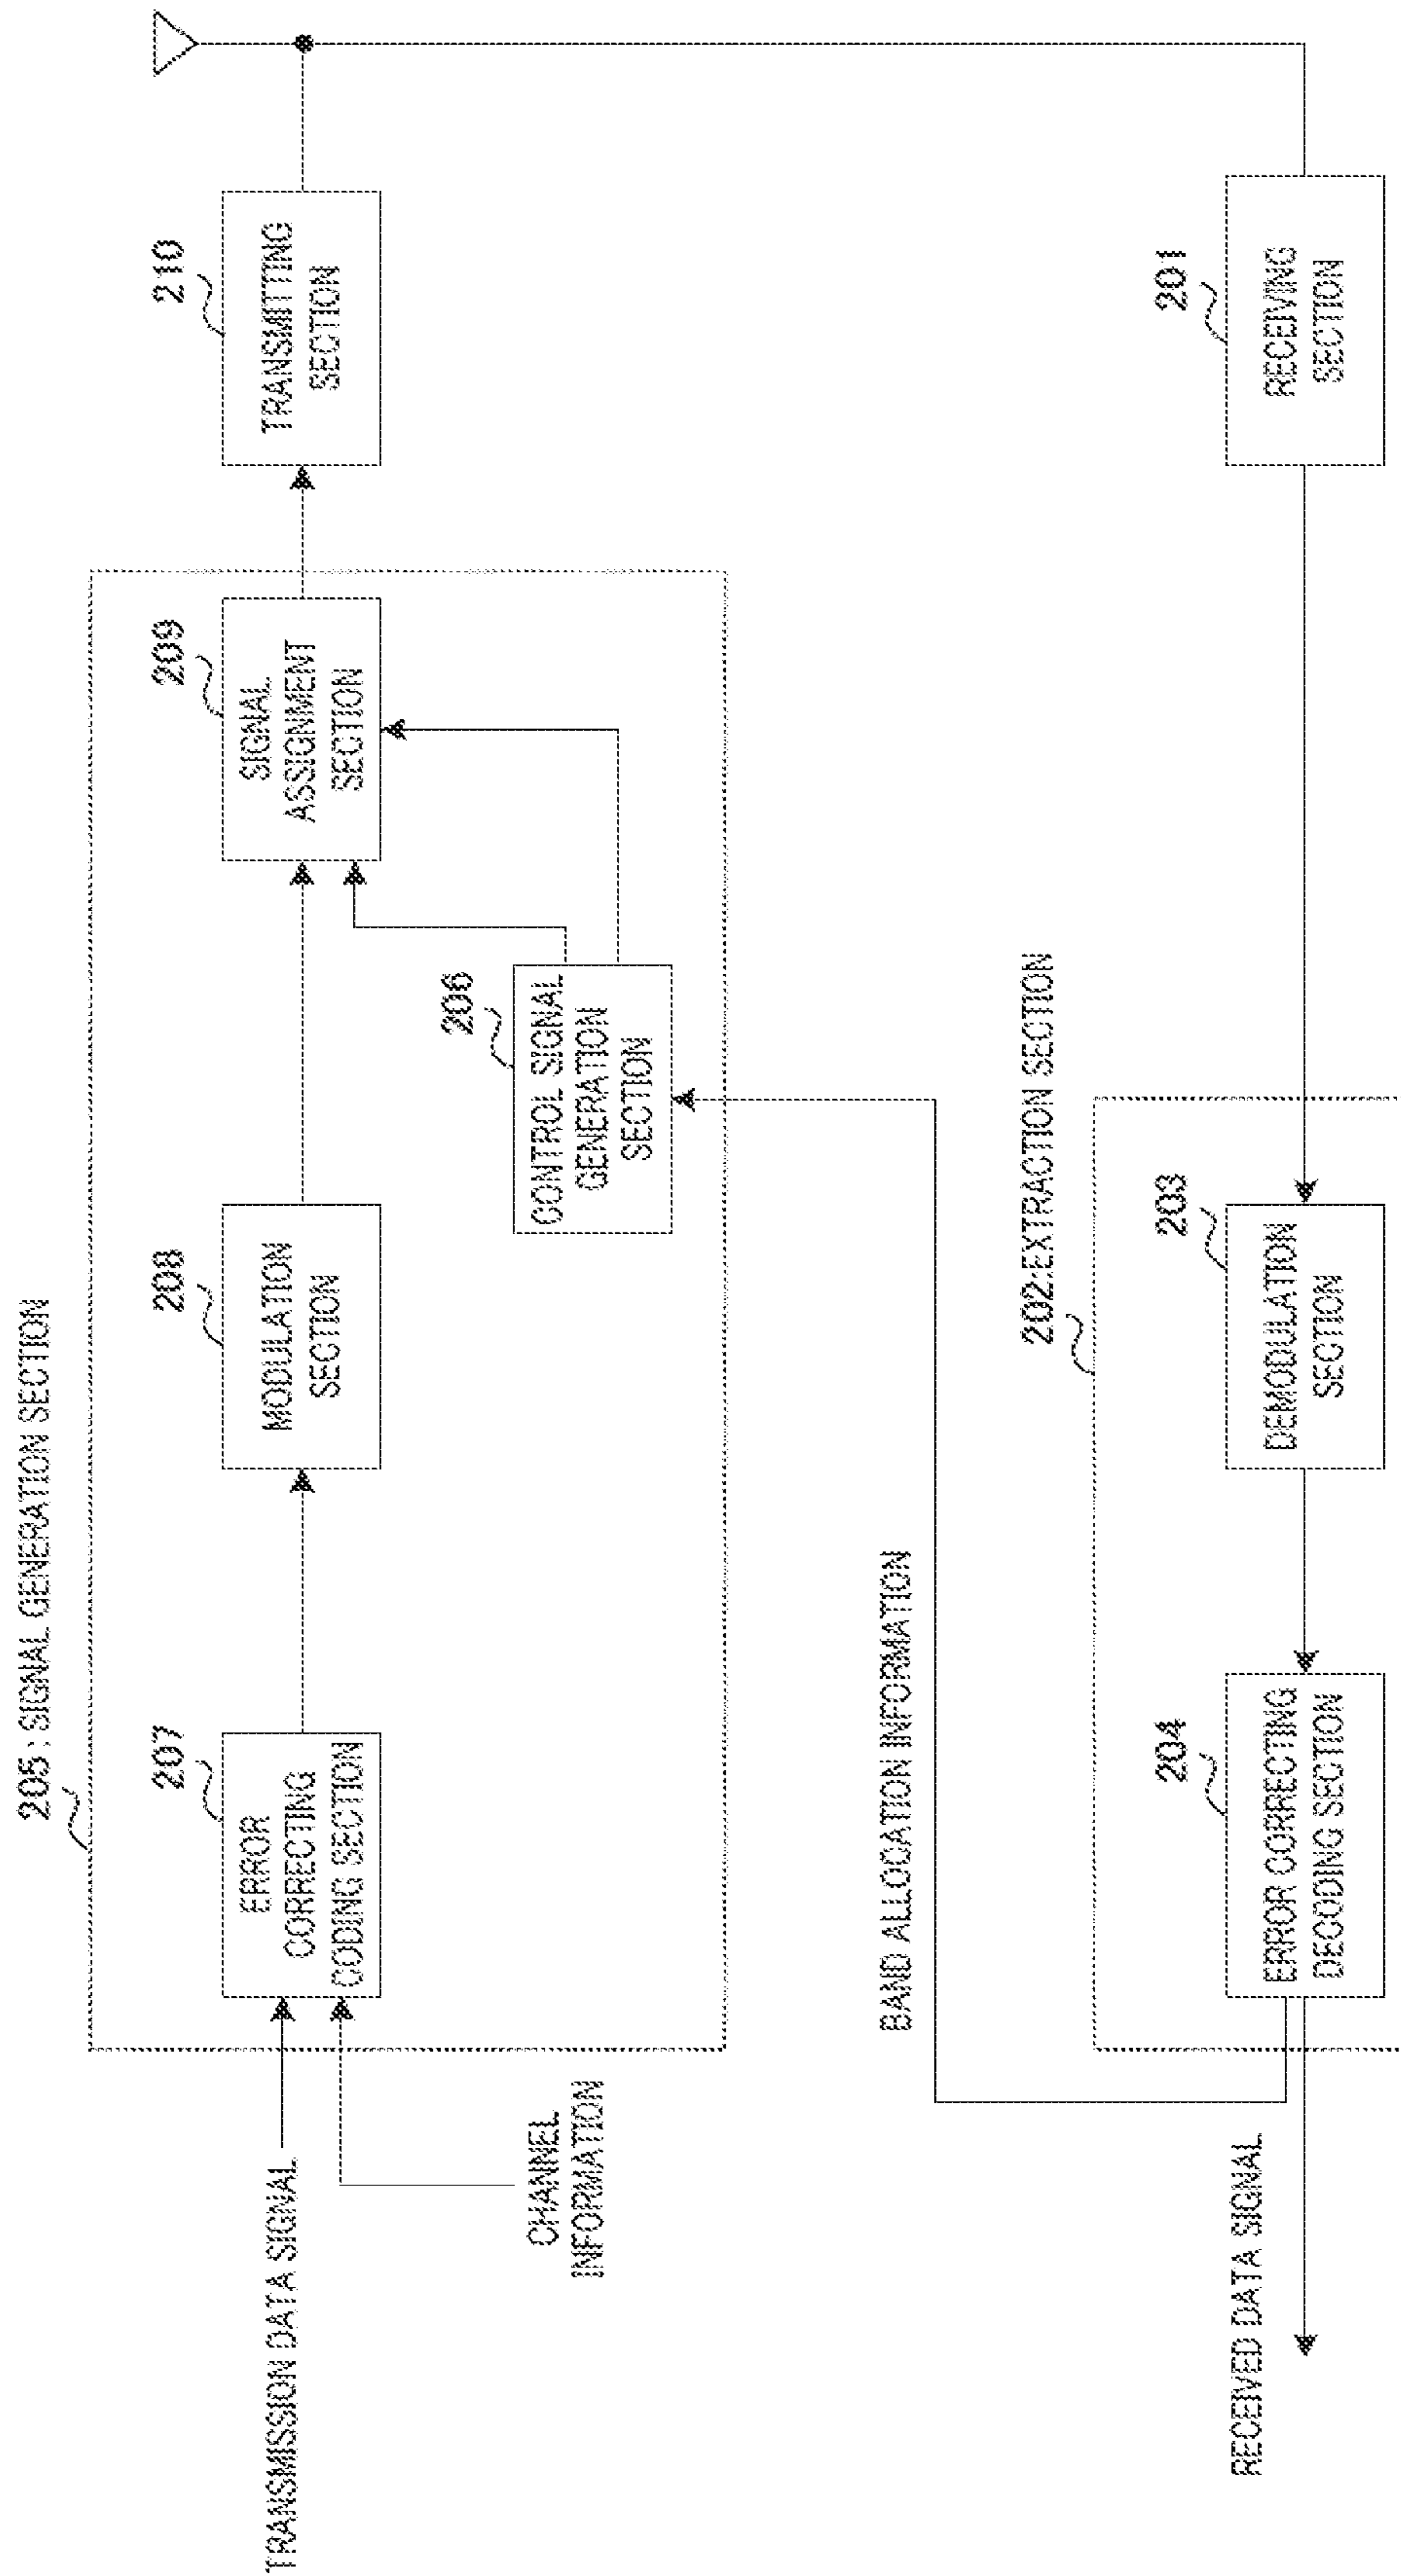 205 ; SIGNAL GENERATION SECTION
TRANSMISSION DATA SIGNAL
CHANNEL
INFORMATION
207
ERROR
CORRECTING
CODING SECTION
208
MODULATION
SECTION
206
CONTROL SIGNAL
GENERATION
SECTION
209
SIGNAL
ASSIGNMENT
SECTION
210
TRANSMITTING
SECTION
BAND ALLOCATION INFORMATION
202:EXTRACTION SECTION
RECEIVED DATA SIGNAL
204
ERROR CORRECTING
DECODING SECTION
203
DEMODULATION
SECTION
201
RECEIVING
SECTION